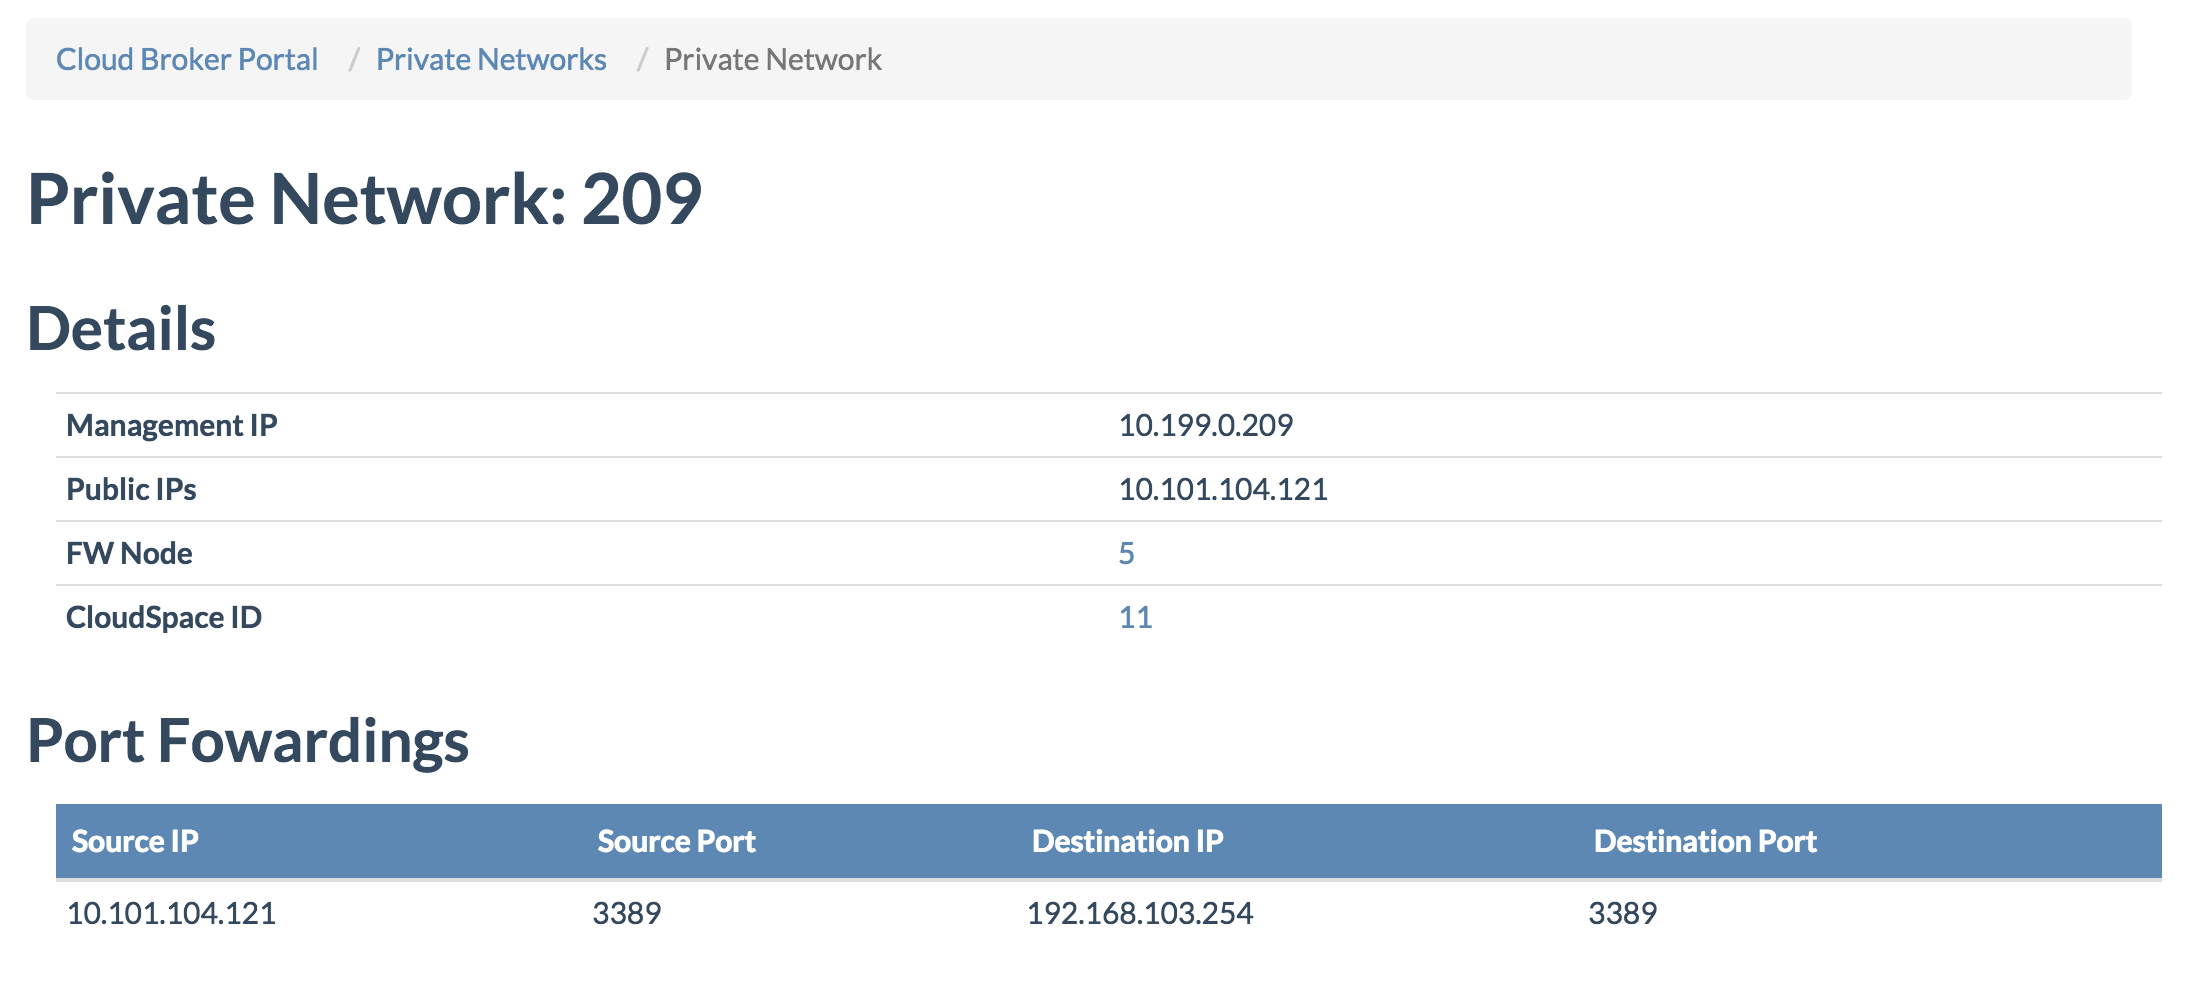 Cloud Broker Portal / Private Networks / Private Network
Private Network: 209
Details
Management IP 10.199.0.209
Public IPs 10.101.104.121
FW Node 5
CloudSpace ID 11
Port Fowardings
Source IP Source Port Destination IP Destination Port
10.101.104.121 3389 192.168.103.254 3389